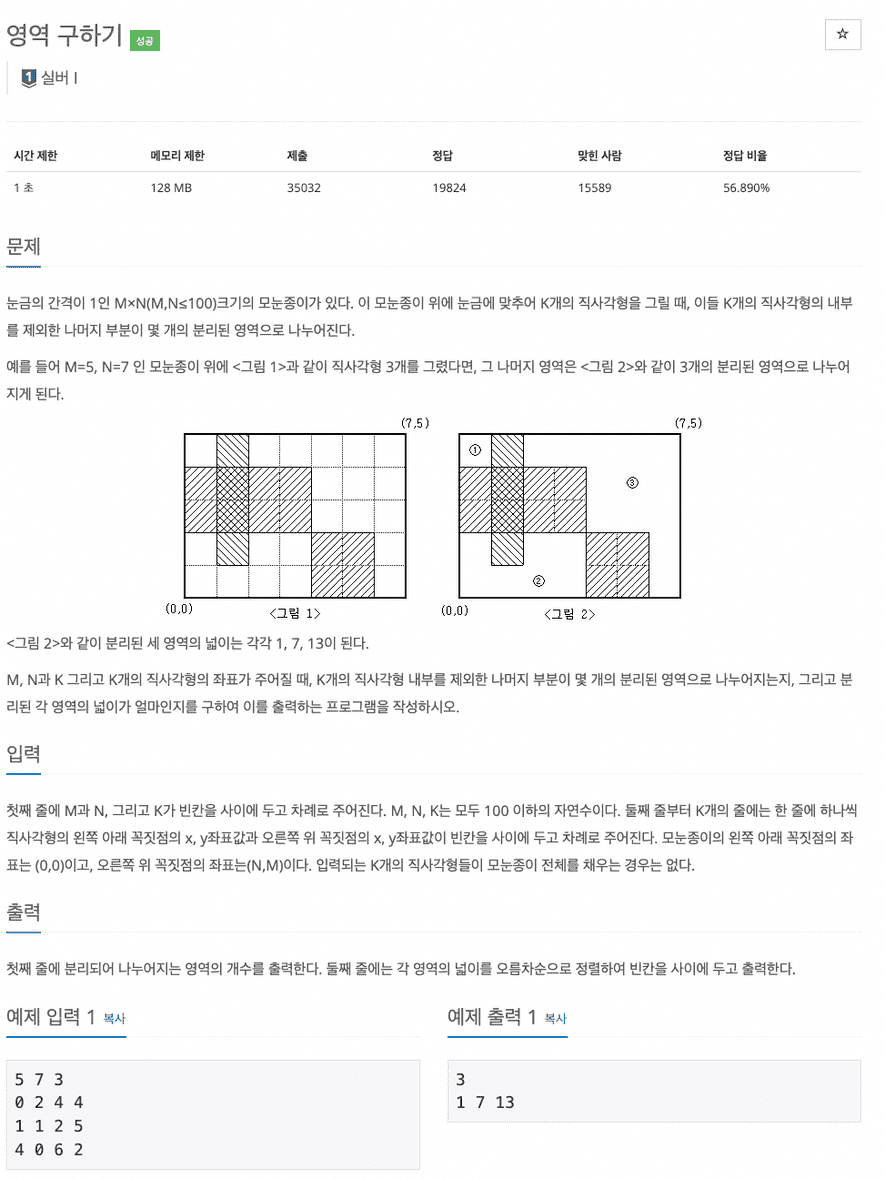 영역 구하기 성공
☆
1 실버 I
시간 제한 메모리 제한 제출 정답 맞힌 사람 정답 비율
1 초 128 MB 35032 19824 15589 56.890%
문제
눈금의 간격이 1인 M×N(M,N≤100)크기의 모눈종이가 있다. 이 모눈종이 위에 눈금에 맞추어 K개의 직사각형을 그릴 때, 이들 K개의 직사각형의 내부
를 제외한 나머지 부분이 몇 개의 분리된 영역으로 나누어진다.
예를 들어 M=5, N=7 인 모눈종이 위에 <그림 1>과 같이 직사각형 3개를 그렸다면, 그 나머지 영역은 <그림 2>와 같이 3개의 분리된 영역으로 나누어
지게 된다.
(7,5) (7,5)
①
③
②
(0,0) <그림 1> (0,0) <그림 2>
<그림 2>와 같이 분리된 세 영역의 넓이는 각각 1, 7, 13이 된다.
M, N과 K 그리고 K개의 직사각형의 좌표가 주어질 때, K개의 직사각형 내부를 제외한 나머지 부분이 몇 개의 분리된 영역으로 나누어지는지, 그리고 분
리된 각 영역의 넓이가 얼마인지를 구하여 이를 출력하는 프로그램을 작성하시오.
입력
첫째 줄에 M과 N, 그리고 K가 빈칸을 사이에 두고 차례로 주어진다. M, N, K는 모두 100 이하의 자연수이다. 둘째 줄부터 K개의 줄에는 한 줄에 하나씩
직사각형의 왼쪽 아래 꼭짓점의 x, y좌표값과 오른쪽 위 꼭짓점의 x, y좌표값이 빈칸을 사이에 두고 차례로 주어진다. 모눈종이의 왼쪽 아래 꼭짓점의 좌
표는 (0,0)이고, 오른쪽 위 꼭짓점의 좌표는(N,M)이다. 입력되는 K개의 직사각형들이 모눈종이 전체를 채우는 경우는 없다.
출력
첫째 줄에 분리되어 나누어지는 영역의 개수를 출력한다. 둘째 줄에는 각 영역의 넓이를 오름차순으로 정렬하여 빈칸을 사이에 두고 출력한다.
예제 입력 1 복사
5 7 3
0 2 4 4
1 1 2 5
4 0 6 2
예제 출력 1 복사
3
1 7 13